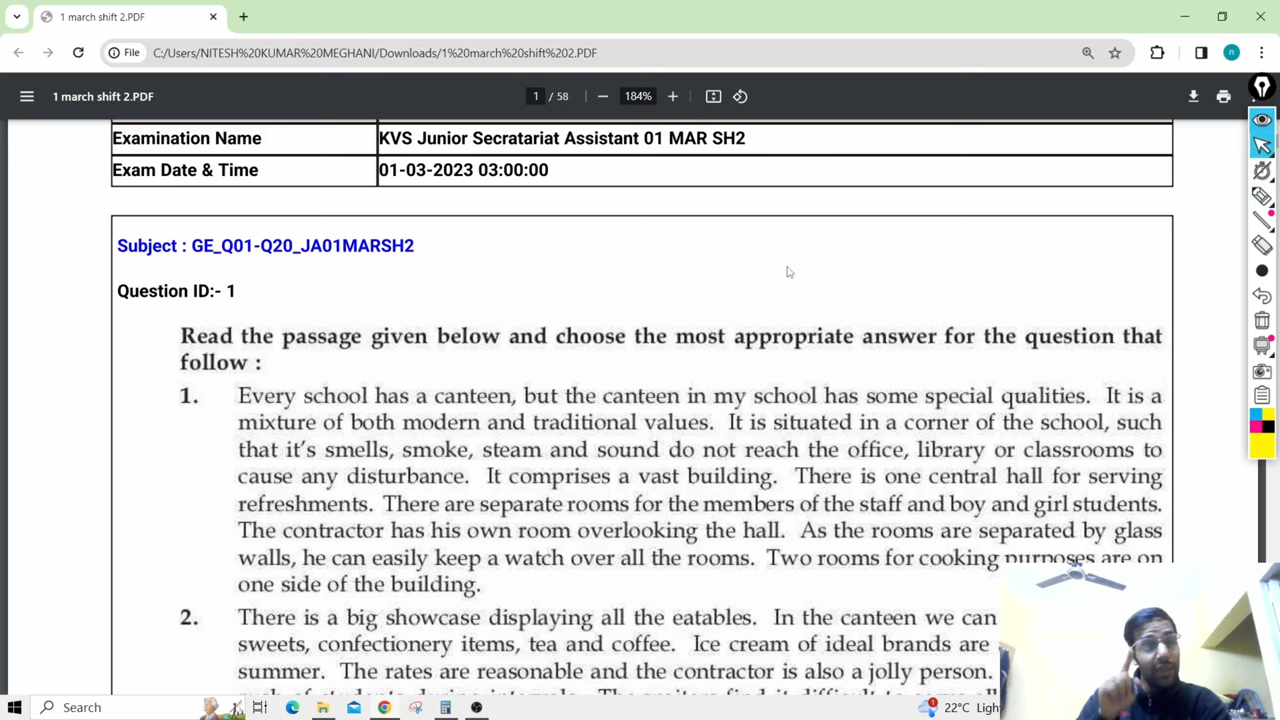 1 march shift 2.PDF
File
C:/Users/NITESH%20KUMAR%20MEGHANI/Downloads/1%20march%20shift%202.PDF
n
1 march shift 2.PDF
1 / 58
184%
Examination Name
KVS Junior Secratariat Assistant 01 MAR SH2
Exam Date & Time
01-03-2023 03:00:00
Subject : GE_Q01-Q20_JA01MARSH2
Question ID:- 1
Read the passage given below and choose the most appropriate answer for the question that
follow :
1. Every school has a canteen, but the canteen in my school has some special qualities. It is a
mixture of both modern and traditional values. It is situated in a corner of the school, such
that it's smells, smoke, steam and sound do not reach the office, library or classrooms to
cause any disturbance. It comprises a vast building. There is one central hall for serving
refreshments. There are separate rooms for the members of the staff and boy and girl students.
The contractor has his own room overlooking the hall. As the rooms are separated by glass
walls, he can easily keep a watch over all the rooms. Two rooms for cooking purposes are on
one side of the building.
2. There is a big showcase displaying all the eatables. In the canteen we can
sweets, confectionery items, tea and coffee. Ice cream of ideal brands are
summer. The rates are reasonable and the contractor is also a jolly person.
Search
22°C Ligh